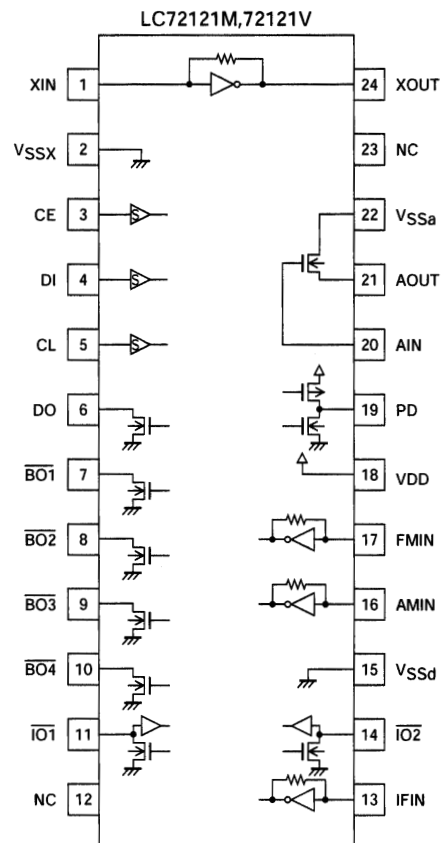 LC72121M,72121V
XIN 1 24 XOUT
VSSX 2 23 NC
CE 3 S 22 VSSa
DI 4 S 21 AOUT
CL 5 S 20 AIN
DO 6 19 PD
BO1 7 18 VDD
BO2 8 17 FMIN
BO3 9 16 AMIN
BO4 10 15 VSSd
IO1 11 14 IO2
NC 12 13 IFIN